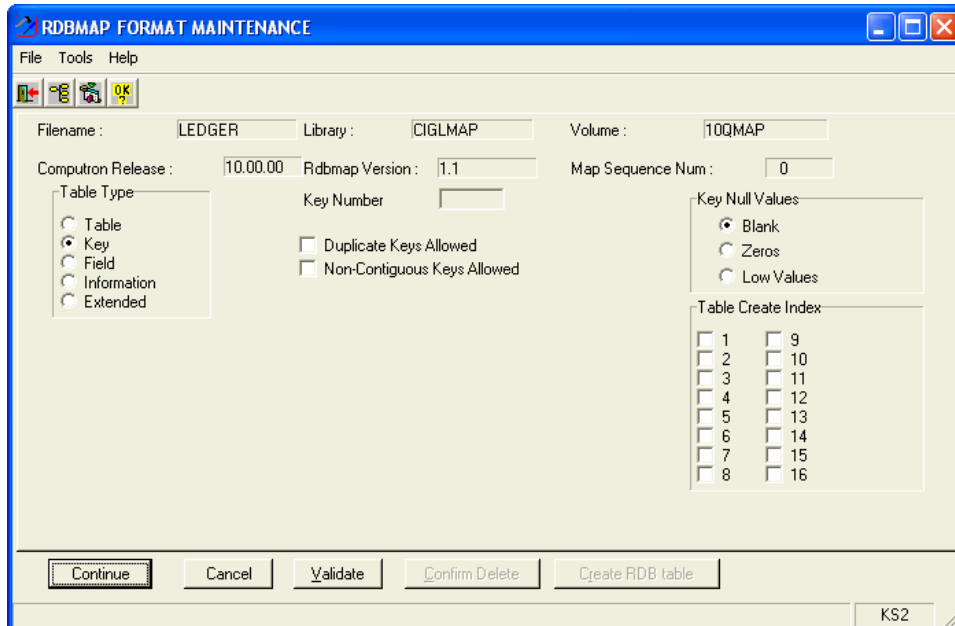 RDBMAP FORMAT MAINTENANCE
File Tools Help
OK ?
Filename : LEDGER Library : CIGLMAP Volume : 10QMAP
Computron Release : 10.00.00 Rdbmap Version : 1.1 Map Sequence Num : 0
Table Type
Table
Key
Field
Information
Extended
Key Number
Duplicate Keys Allowed
Non-Contiguous Keys Allowed
Key Null Values
Blank
Zeros
Low Values
Table Create Index
1 9
2 10
3 11
4 12
5 13
6 14
7 15
8 16
Continue Cancel Validate Confirm Delete Create RDB table
KS2